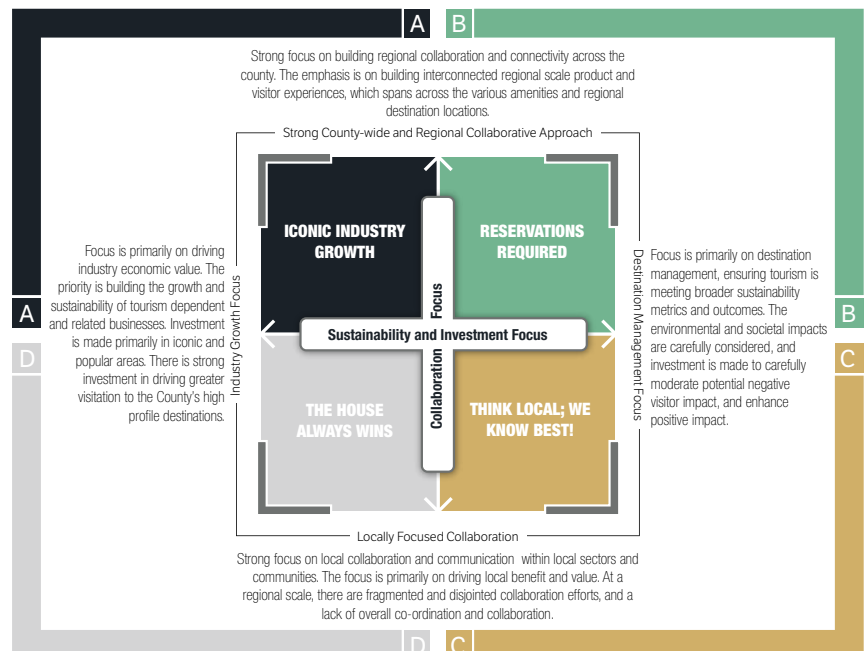 A B
Strong focus on building regional collaboration and connectivity across the
county. The emphasis is on building interconnected regional scale product and
visitor experiences, which spans across the various amenities and regional
destination locations.
Strong County-wide and Regional Collaborative Approach
ICONIC INDUSTRY
GROWTH
RESERVATIONS
REQUIRED
Focus is primarily on driving
industry economic value. The
priority is building the growth and
sustainability of tourism dependent
and related businesses. Investment
is made primarily in iconic and
popular areas. There is strong
investment in driving greater
visitation to the County's high
profile destinations.
A
D
Industry Growth Focus
Sustainability and Investment Focus
Collaboration Focus
Destination Management Focus
Focus is primarily on destination
management, ensuring tourism is
meeting broader sustainability
metrics and outcomes. The
environmental and societal impacts
are carefully considered, and
investment is made to carefully
moderate potential negative
visitor impact, and enhance
positive impact.
B
C
THE HOUSE
ALWAYS WINS
THINK LOCAL; WE
KNOW BEST!
Locally Focused Collaboration
Strong focus on local collaboration and communication within local sectors and
communities. The focus is primarily on driving local benefit and value. At a
regional scale, there are fragmented and disjointed collaboration efforts, and a
lack of overall co-ordination and collaboration.
D C